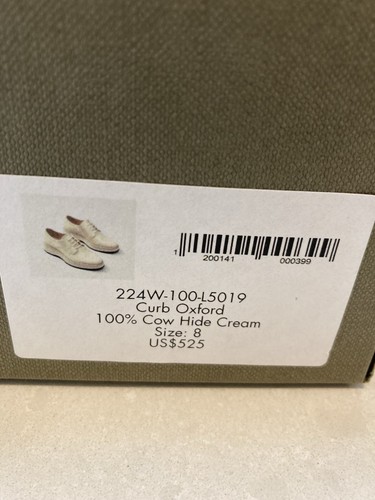 1 200141 000399
224W-100-L5019
Curb Oxford
100% Cow Hide Cream
Size: 8
US$525